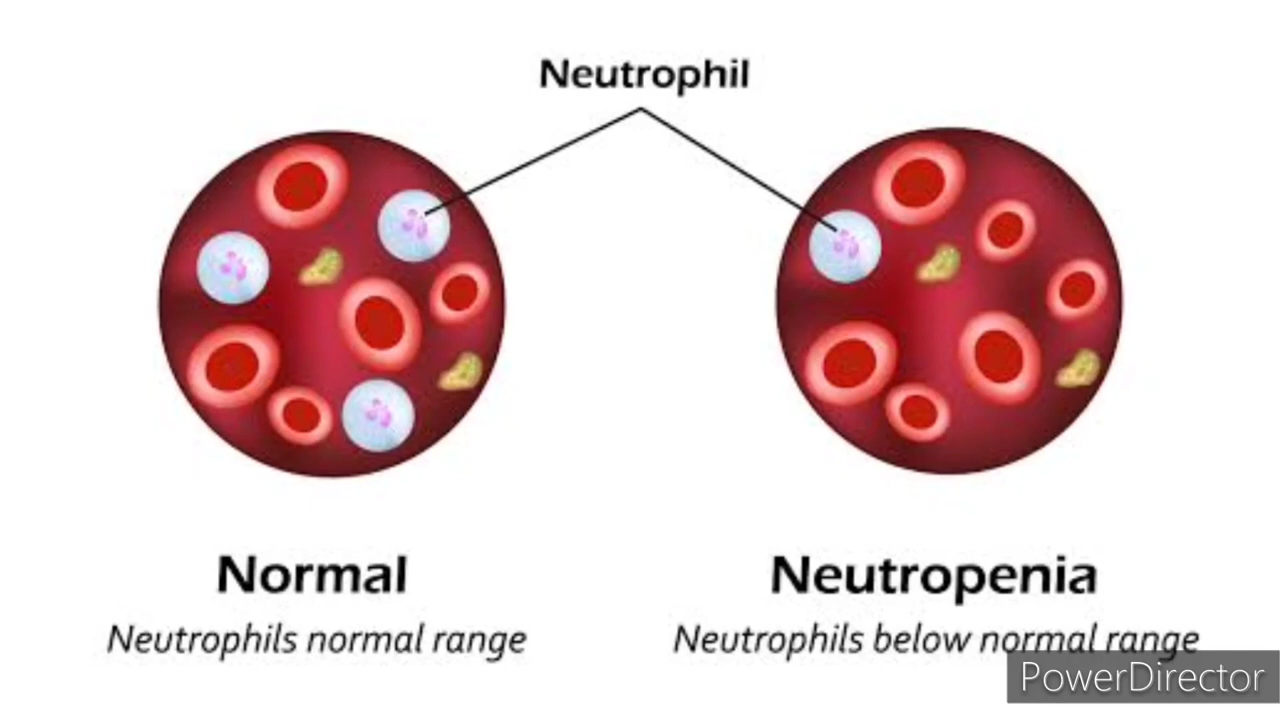 Neutrophil
Normal
Neutropenia
Neutrophils normal range
Neutrophils below normal range
PowerDirector